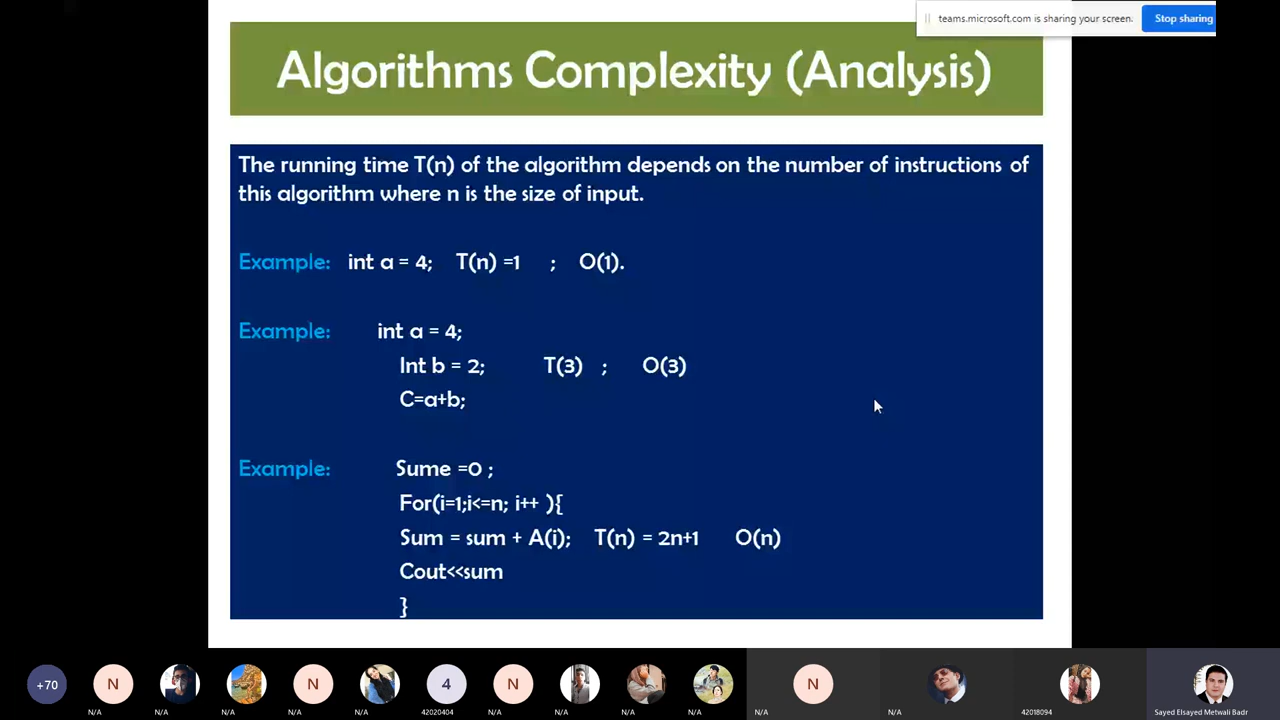 teams.microsoft.com is sharing your screen. Stop sharing
Algorithms Complexity (Analysis)
The running time T(n) of the algorithm depends on the number of instructions of
this algorithm where n is the size of input.
Example: int a = 4; T(n) =1 ; O(1).
Example: int a = 4;
Int b = 2; T(3) ; O(3)
C=a+b;
Example: Sume =0 ;
For(i=1;i<=n; i++ ){
Sum = sum + A(i); T(n) = 2n+1 O(n)
Cout<<sum
}
+70 N N 4 N N
N/A N/A N/A N/A N/A 42020404 N/A N/A N/A N/A N/A N/A 42018094 Sayed Elsayed Metwali Badr